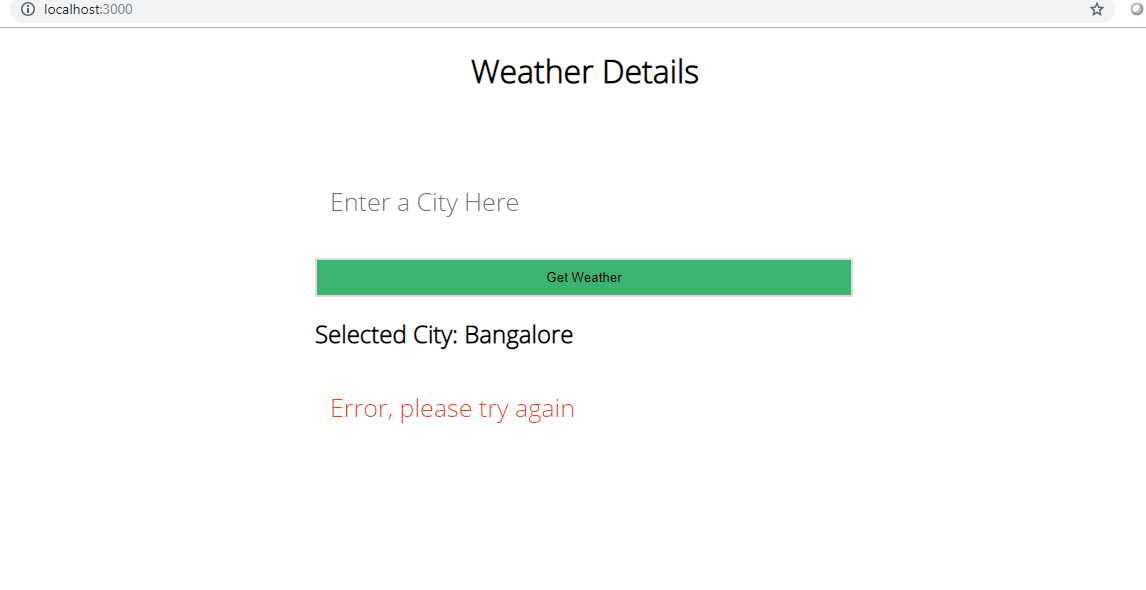 localhost:3000
Weather Details
Enter a City Here
Get Weather
Selected City: Bangalore
Error, please try again